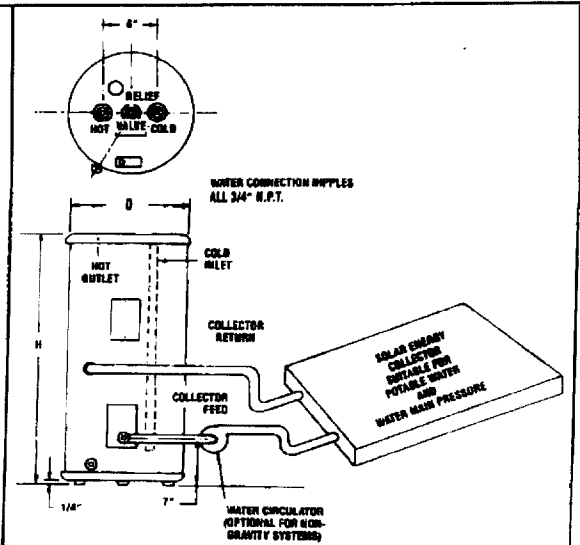 6"
RELIEF
HOT VALVE COLD
WATER CONNECTION NIPPLES
ALL 3/4" N.P.T.
D
HOT
OUTLET
COLD
INLET
H
COLLECTOR
RETURN
COLLECTOR
FEED
SOLAR ENERGY
COLLECTOR
SUITABLE FOR
POTABLE WATER
AND
WATER MAIN PRESSURE
1/4"
7"
WATER CIRCULATOR
(OPTIONAL FOR NON-
GRAVITY SYSTEMS)